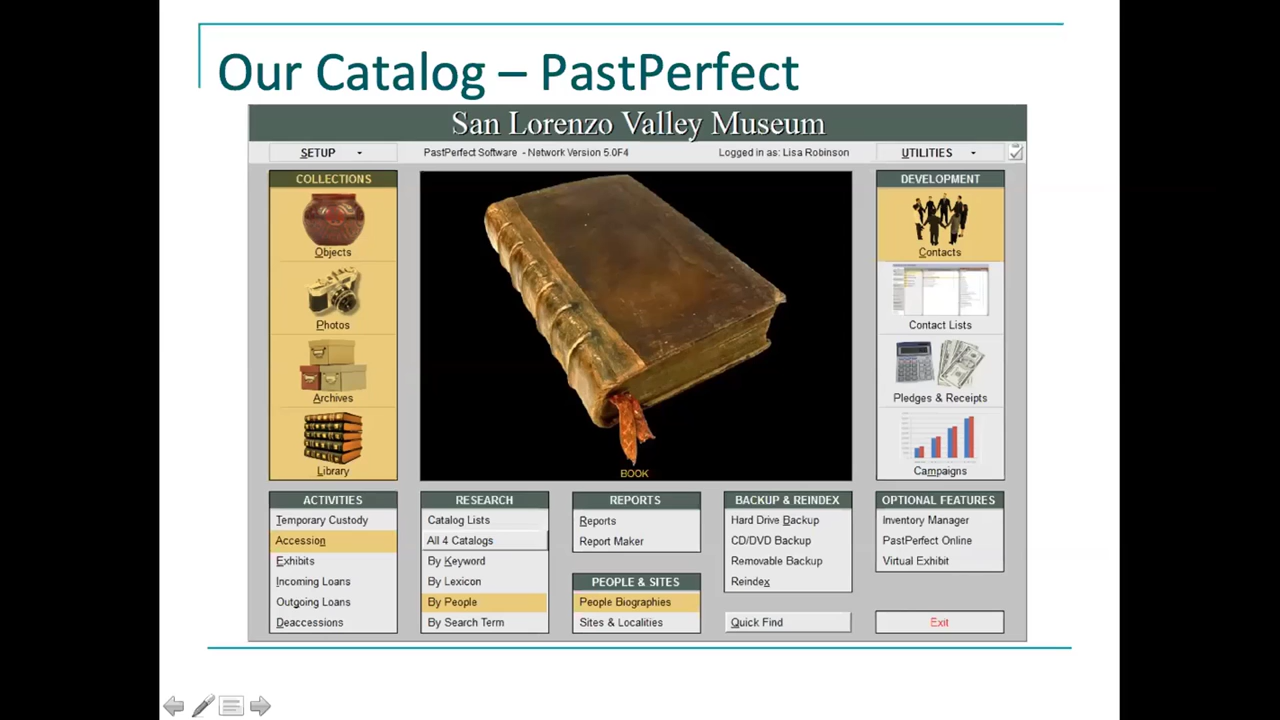 Our Catalog – PastPerfect
San Lorenzo Valley Museum
SETUP
PastPerfect Software - Network Version 5.0F4
Logged in as: Lisa Robinson
UTILITIES
COLLECTIONS
Objects
Photos
Archives
Library
BOOK
DEVELOPMENT
Contacts
Contact Lists
Pledges & Receipts
Campaigns
ACTIVITIES
Temporary Custody
Accession
Exhibits
Incoming Loans
Outgoing Loans
Deaccessions
RESEARCH
Catalog Lists
All 4 Catalogs
By Keyword
By Lexicon
By People
By Search Term
REPORTS
Reports
Report Maker
PEOPLE & SITES
People Biographies
Sites & Localities
BACKUP & REINDEX
Hard Drive Backup
CD/DVD Backup
Removable Backup
Reindex
Quick Find
OPTIONAL FEATURES
Inventory Manager
PastPerfect Online
Virtual Exhibit
Exit